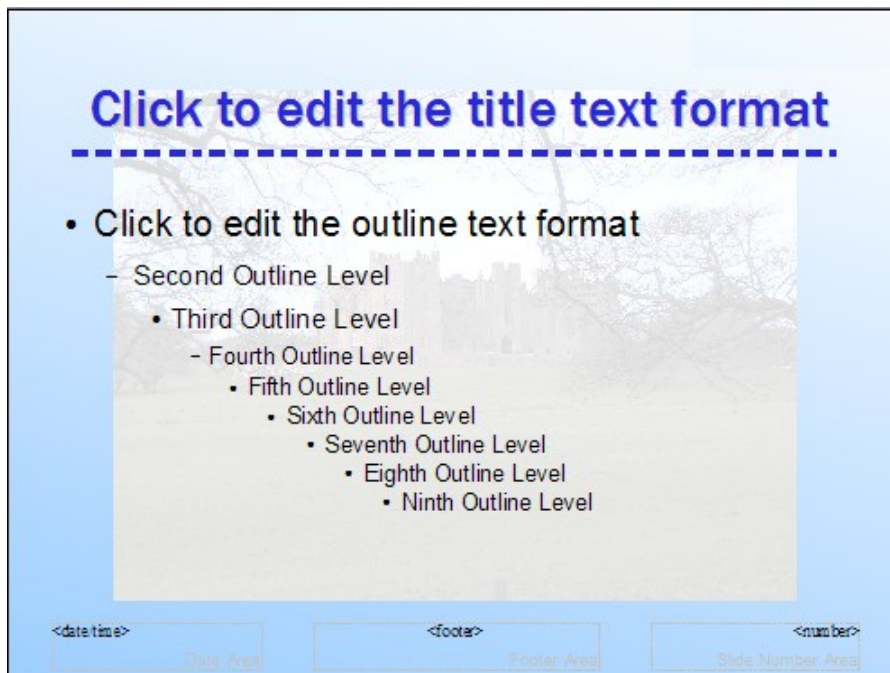 Click to edit the title text format
• Click to edit the outline text format
– Second Outline Level
• Third Outline Level
– Fourth Outline Level
• Fifth Outline Level
• Sixth Outline Level
• Seventh Outline Level
• Eighth Outline Level
• Ninth Outline Level
<date/time> <footer> <number>
Date Area Footer Area Slide Number Area